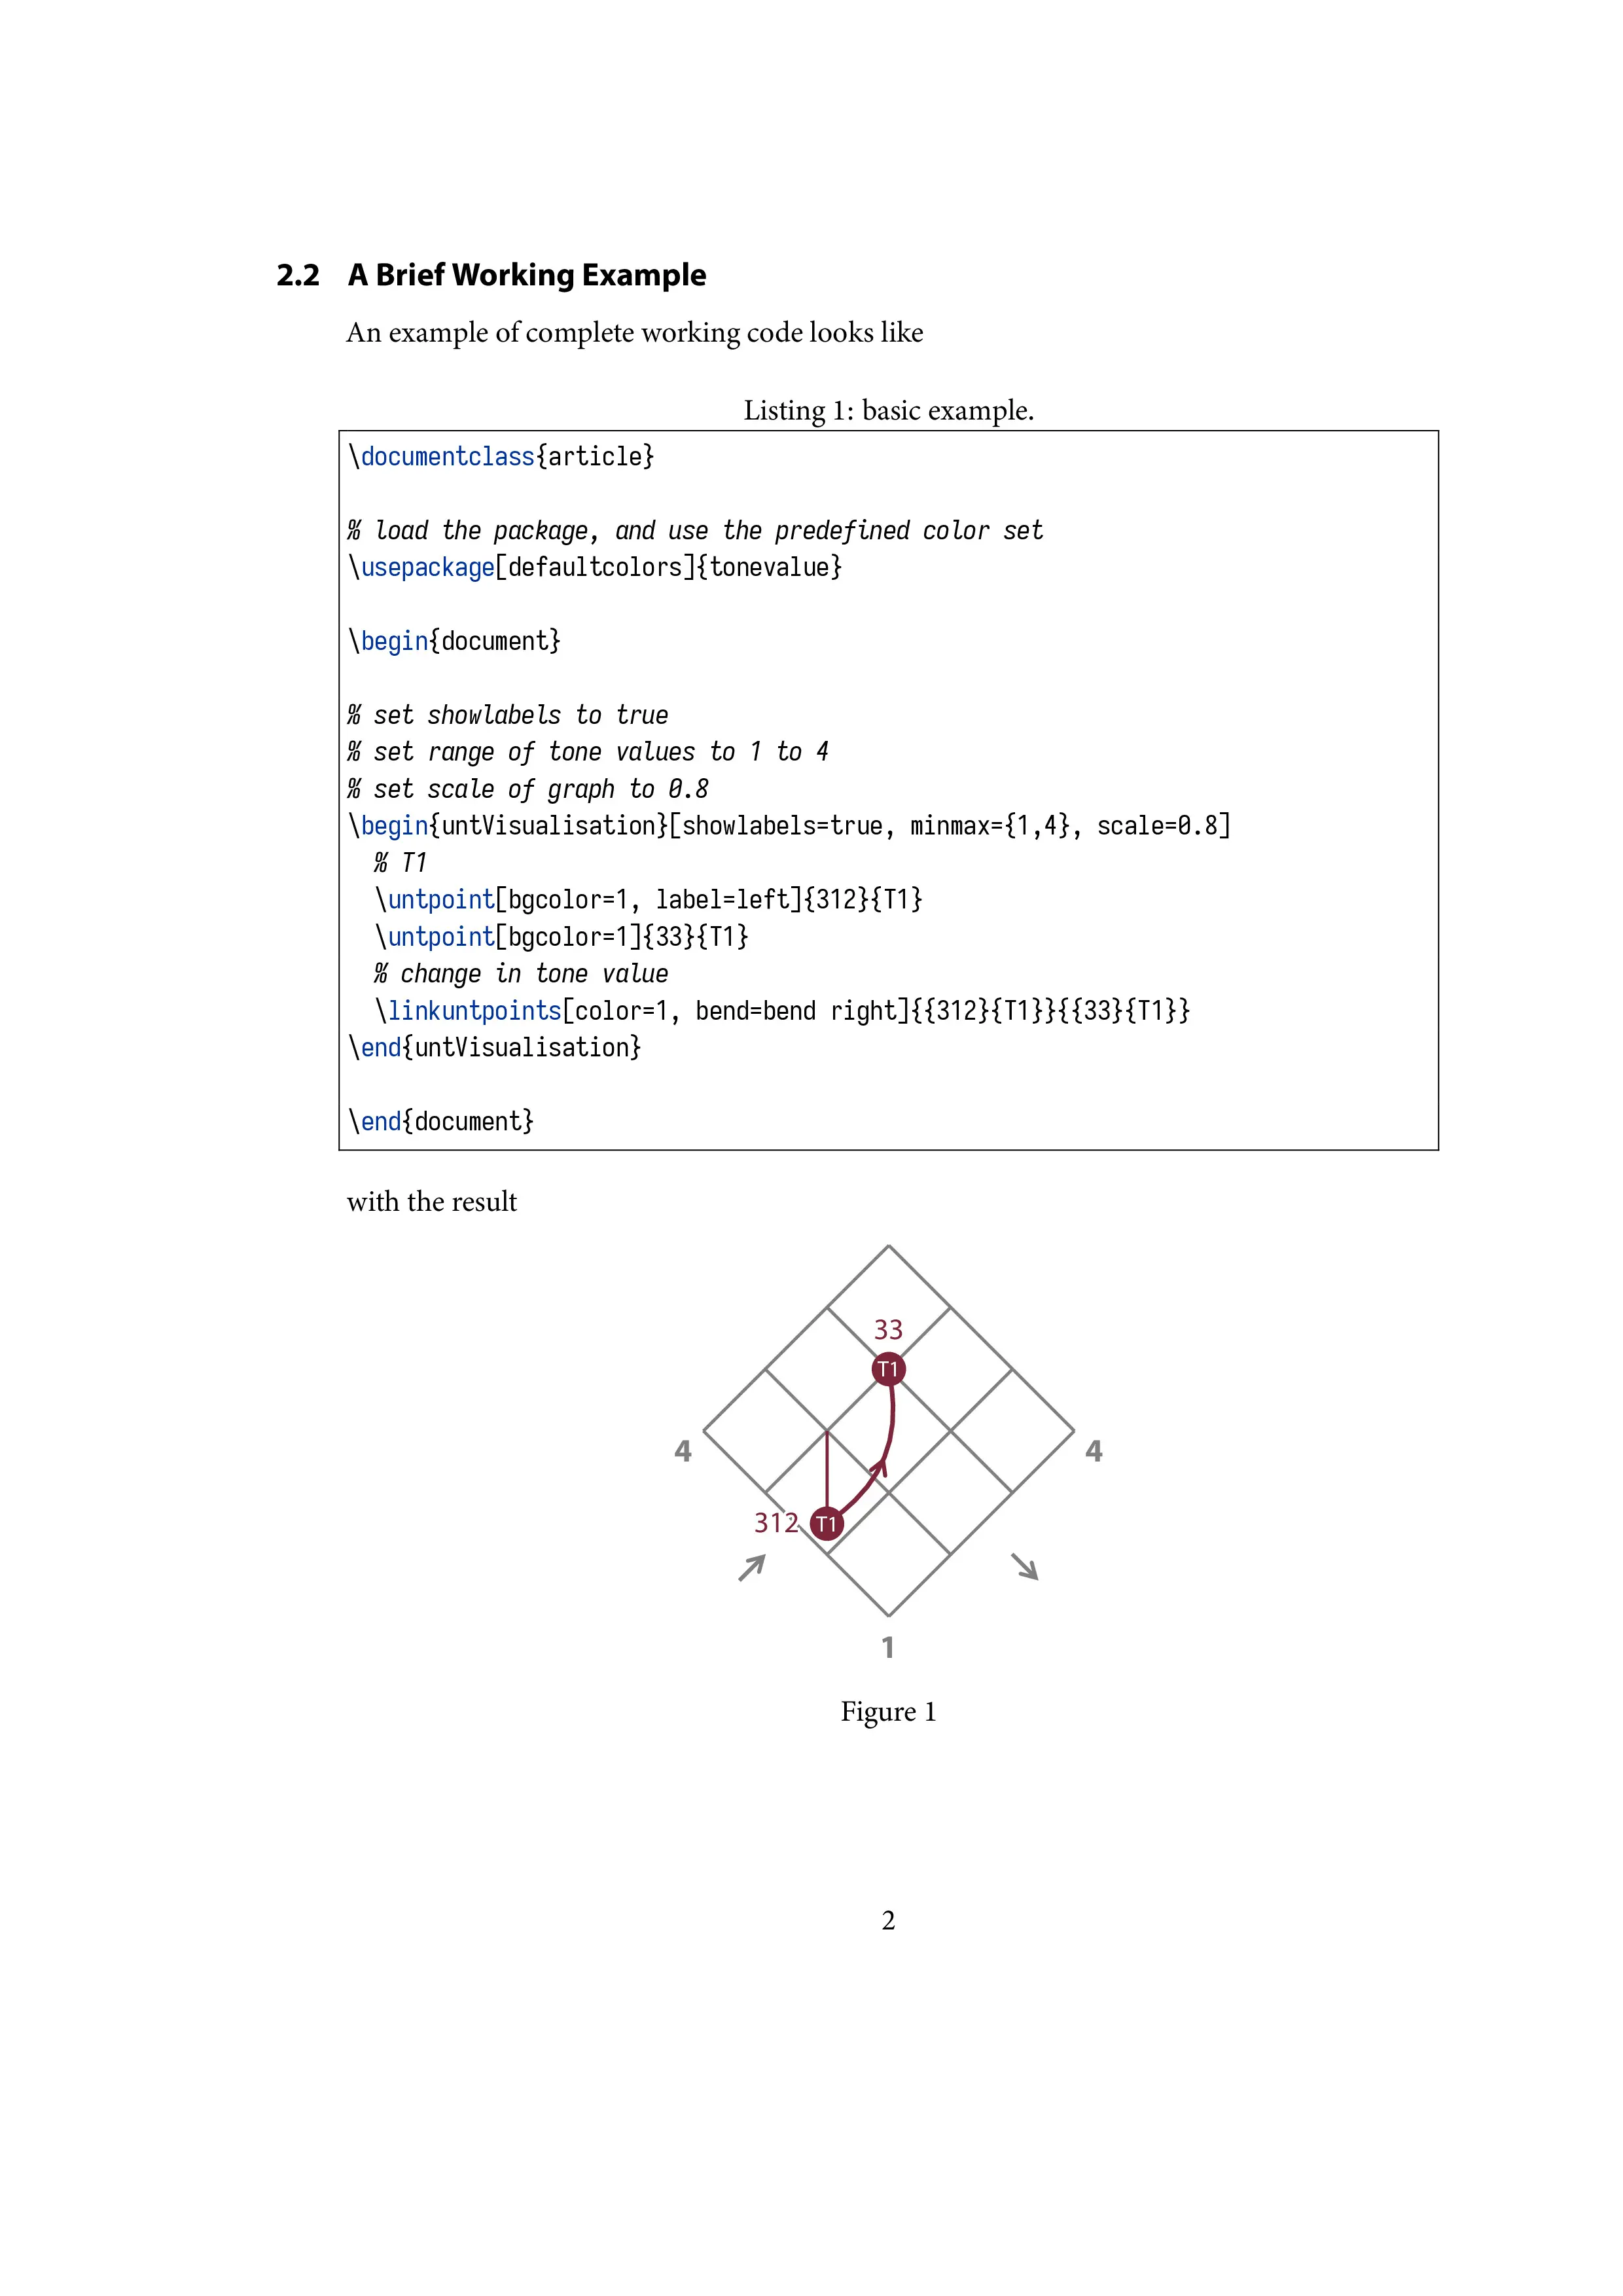 2.2 A Brief Working Example
An example of complete working code looks like
Listing 1: basic example.
\documentclass{article}
% load the package, and use the predefined color set
\usepackage[defaultcolors]{tonevalue}
\begin{document}
% set showlabels to true
% set range of tone values to 1 to 4
% set scale of graph to 0.8
\begin{untVisualisation}[showlabels=true, minmax={1,4}, scale=0.8]
  % T1
  \untpoint[bgcolor=1, label=left]{312}{T1}
  \untpoint[bgcolor=1]{33}{T1}
  % change in tone value
  \linkuntpoints[color=1, bend=bend right]{{312}{T1}}{{33}{T1}}
\end{untVisualisation}
\end{document}
with the result
33
T1
4
4
312
T1
1
Figure 1
2